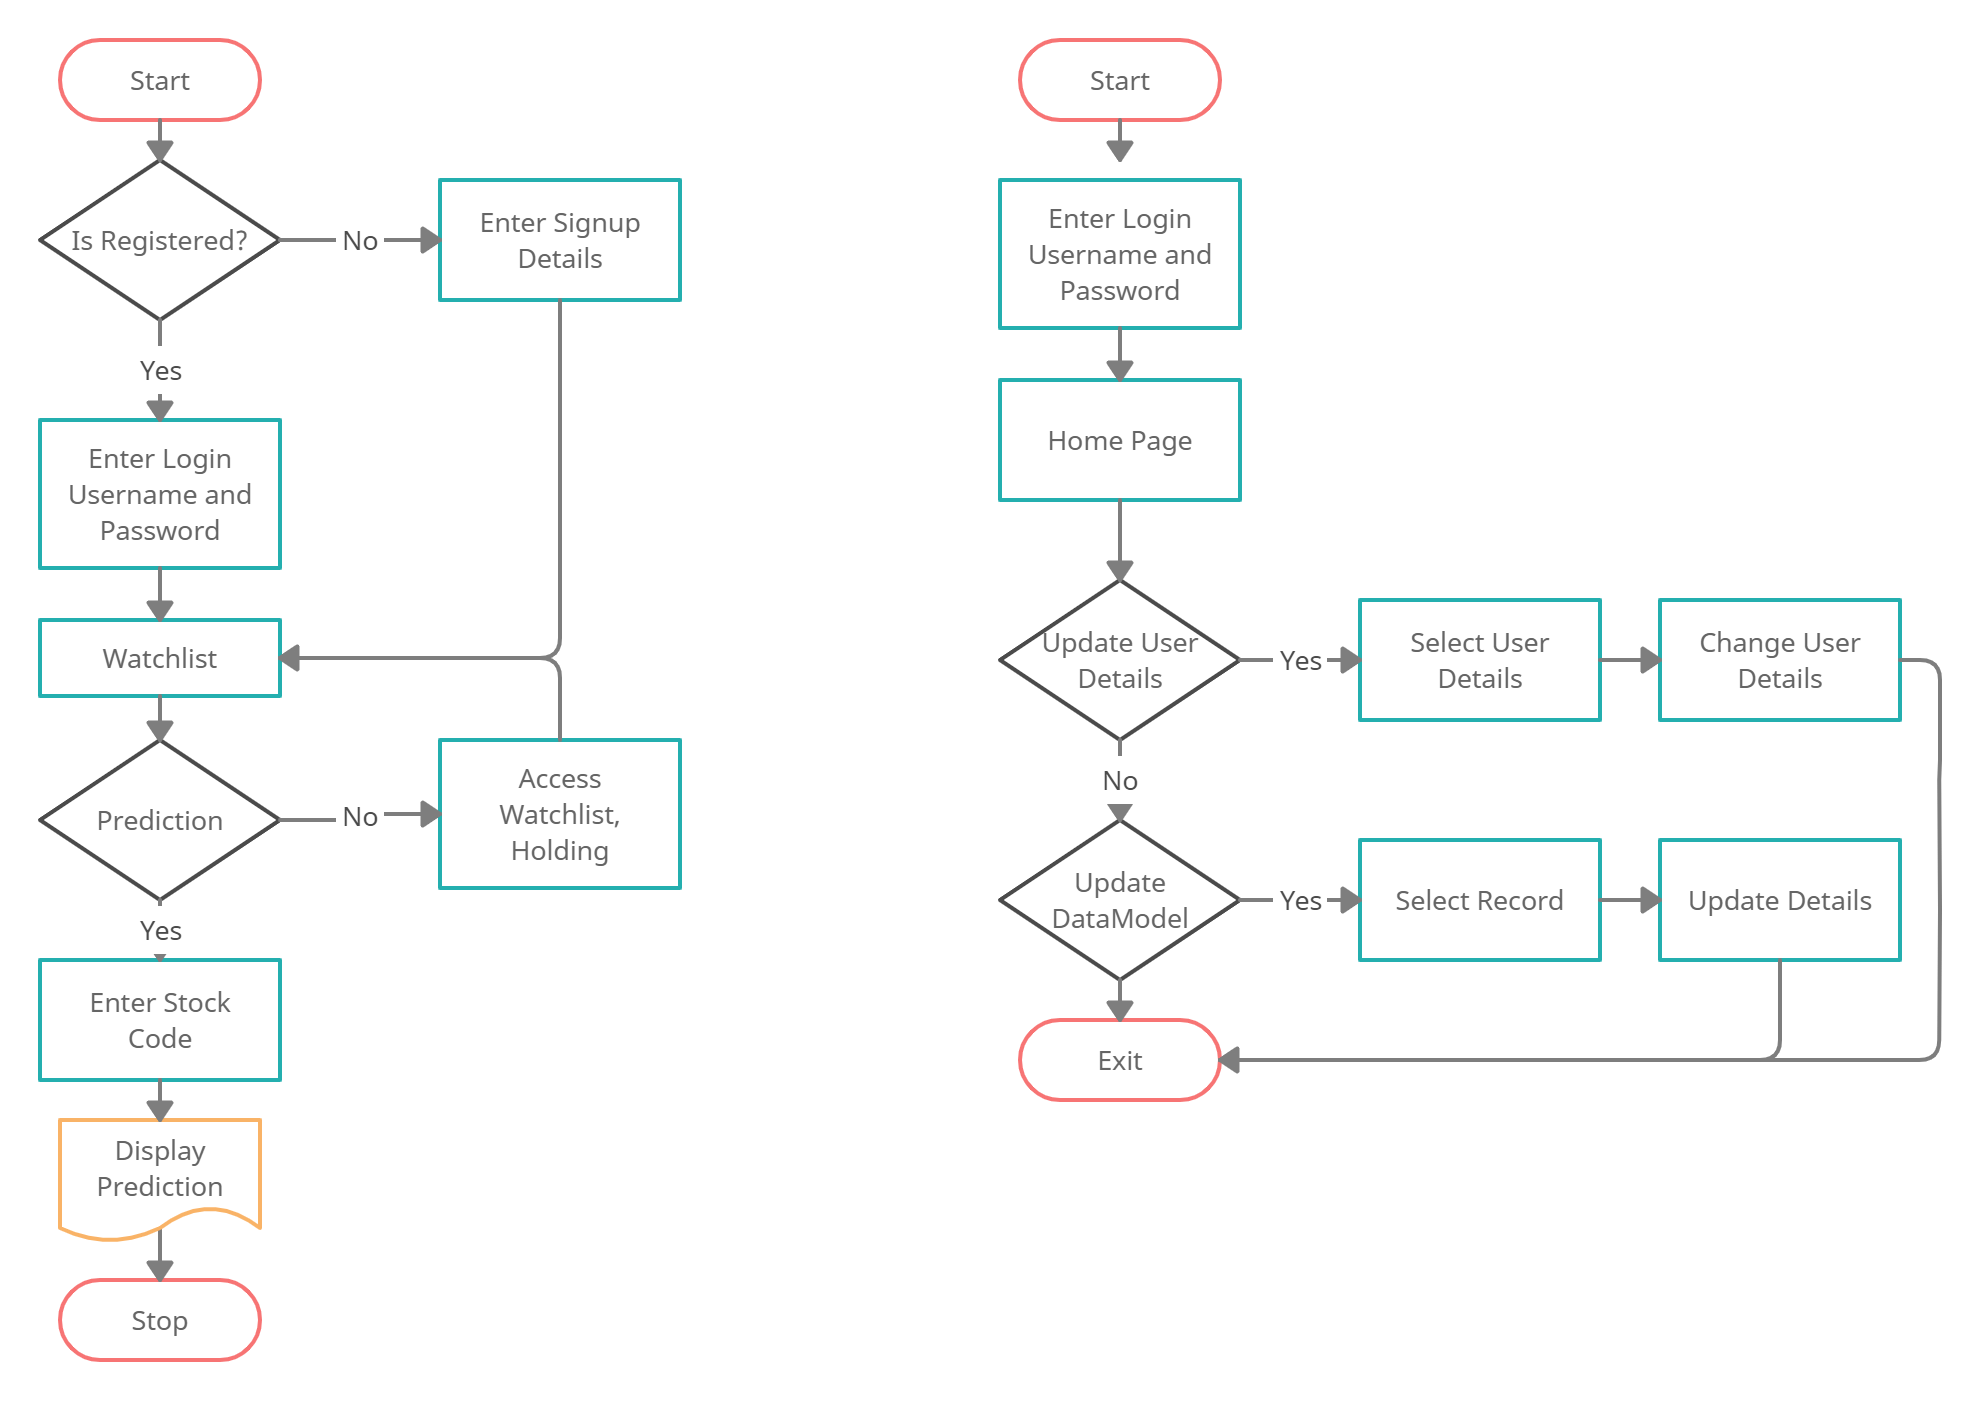 Start
Is Registered?
No
Enter Signup
Details
Yes
Enter Login
Username and
Password
Watchlist
Prediction
No
Access
Watchlist,
Holding
Yes
Enter Stock
Code
Display
Prediction
Stop
Start
Enter Login
Username and
Password
Home Page
Update User
Details
Yes
Select User
Details
Change User
Details
No
Update
DataModel
Yes
Select Record
Update Details
Exit